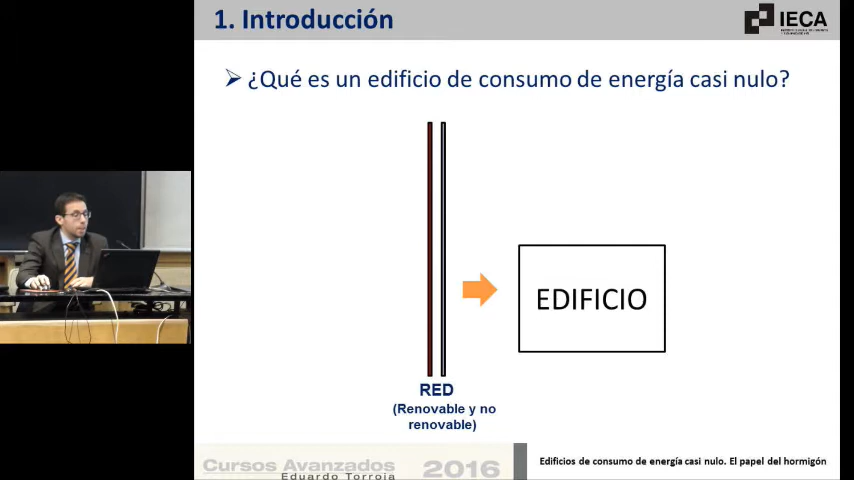 1. Introducción
IECA
¿Qué es un edificio de consumo de energía casi nulo?
EDIFICIO
RED
(Renovable y no
renovable)
Cursos Avanzados 2016
Eduardo Torroja
Edificios de consumo de energía casi nulo. El papel del hormigón